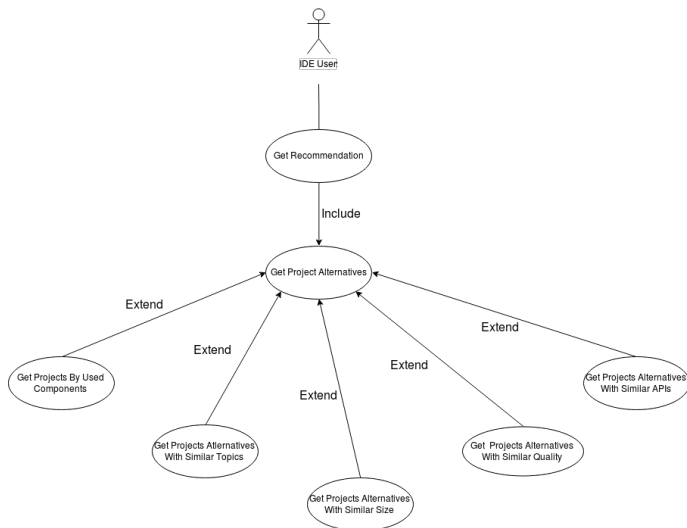 IDE User
Get Recommendation
Include
Get Project Alternatives
Extend
Extend
Extend
Extend
Extend
Get Projects By Used
Components
Get Projects Alternatives
With Similar APIs
Get Projects Atlernatives
With Similar Topics
Get  Projects Alternatives
With Similar Quality
Get Projects Alternatives
With Similar Size